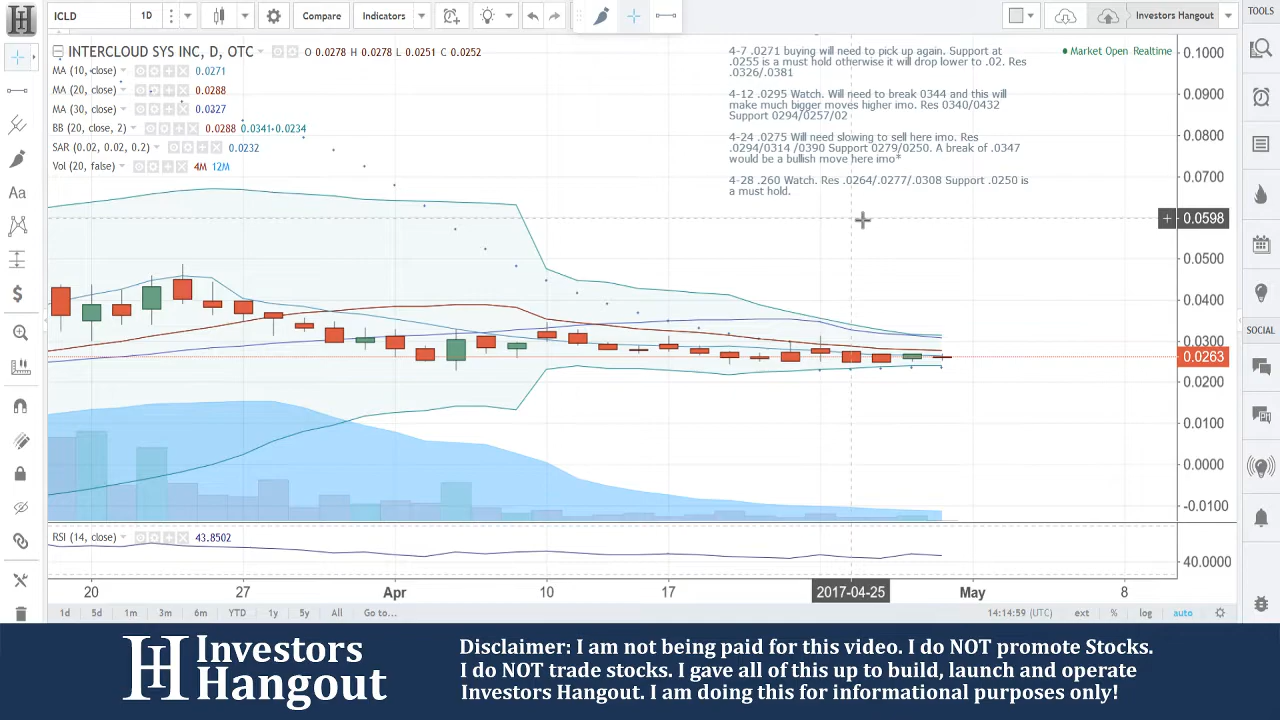 ICLD 1D Compare Indicators Investors Hangout TOOLS
INTERCLOUD SYS INC, D, OTC O 0.0278 H 0.0278 L 0.0251 C 0.0252
Market Open Realtime
MA (10, close) 0.0271
MA (20, close) 0.0288
MA (30, close) 0.0327
BB (20, close, 2) 0.0288 0.0341 0.0234
SAR (0.02, 0.02, 0.2) 0.0232
Vol (20, false) 4M 12M
4-7 .0271 buying will need to pick up again. Support at
.0255 is a must hold otherwise it will drop lower to .02. Res
.0326/.0381
4-12 .0295 Watch. Will need to break 0344 and this will
make much bigger moves higher imo. Res 0340/0432
Support 0294/0257/02
4-24 .0275 Will need slowing to sell here imo. Res
.0294/0314 /0390 Support 0279/0250. A break of .0347
would be a bullish move here imo*
4-28 .260 Watch. Res .0264/.0277/.0308 Support .0250 is
a must hold.
0.1000
0.0900
0.0800
0.0700
0.0598
0.0500
0.0400
0.0300
0.0263
0.0200
0.0100
0.0000
-0.0100
SOCIAL
Aa
$
RSI (14, close) 43.8502
40.0000
20 27 Apr 10 17 2017-04-25 May 8
1d 5d 1m 3m 6m YTD 1y 5y All Go to... 14:14:59 (UTC) ext % log auto
H Investors
Hangout
Disclaimer: I am not being paid for this video. I do NOT promote Stocks.
I do NOT trade stocks. I gave all of this up to build, launch and operate
Investors Hangout. I am doing this for informational purposes only!